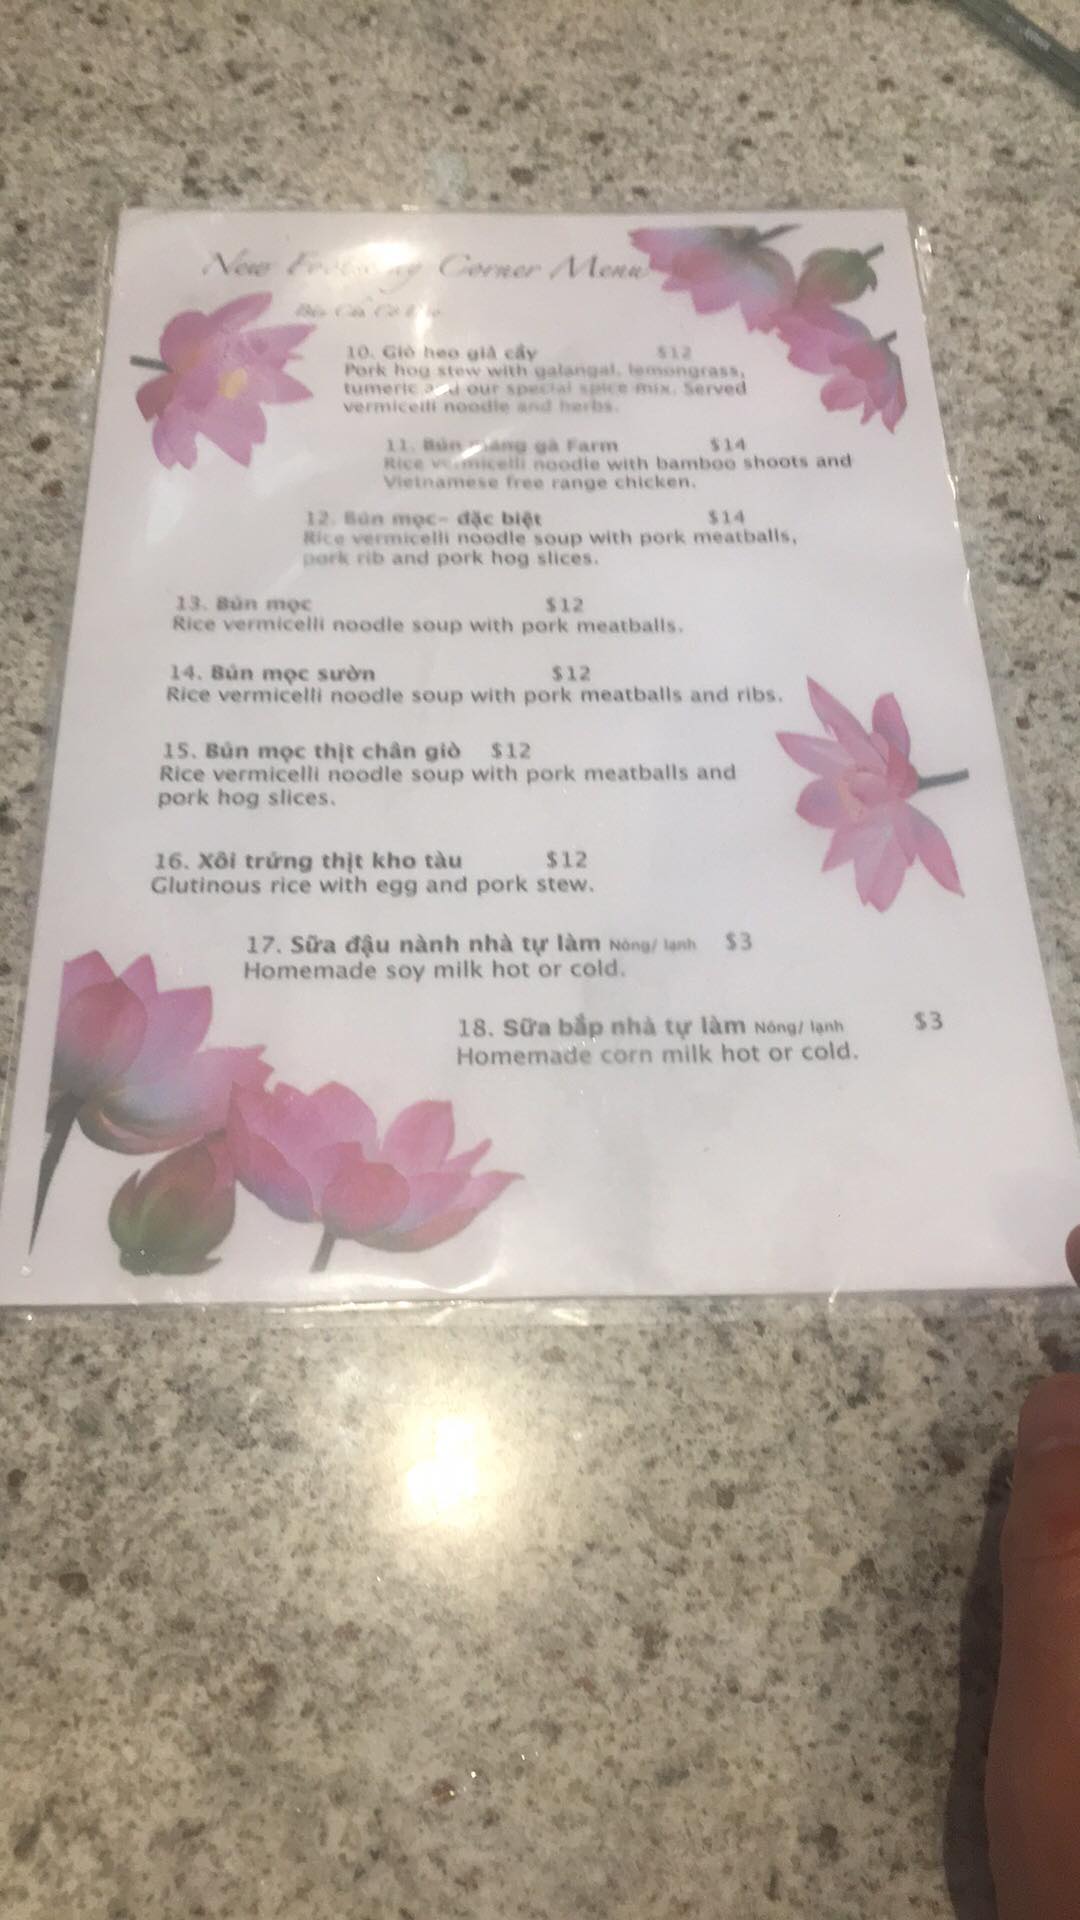 New Corner Menu
10. Giò heo giả cầy $12
Pork hog stew with galangal, lemongrass,
tumeric and our special spice mix. Served
vermicelli noodle and herbs.
11. Bún măng gà Farm $14
Rice vermicelli noodle with bamboo shoots and
Vietnamese free range chicken.
12. Bún mọc- đặc biệt $14
Rice vermicelli noodle soup with pork meatballs,
pork rib and pork hog slices.
13. Bún mọc $12
Rice vermicelli noodle soup with pork meatballs.
14. Bún mọc sườn $12
Rice vermicelli noodle soup with pork meatballs and ribs.
15. Bún mọc thịt chân giò $12
Rice vermicelli noodle soup with pork meatballs and
pork hog slices.
16. Xôi trứng thịt kho tàu $12
Glutinous rice with egg and pork stew.
17. Sữa đậu nành nhà tự làm Nóng/ lạnh $3
Homemade soy milk hot or cold.
18. Sữa bắp nhà tự làm Nóng/ lạnh $3
Homemade corn milk hot or cold.